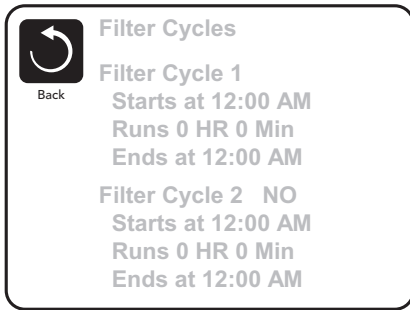 Filter Cycles
Back
Filter Cycle 1
Starts at 12:00 AM
Runs 0 HR 0 Min
Ends at 12:00 AM
Filter Cycle 2 NO
Starts at 12:00 AM
Runs 0 HR 0 Min
Ends at 12:00 AM